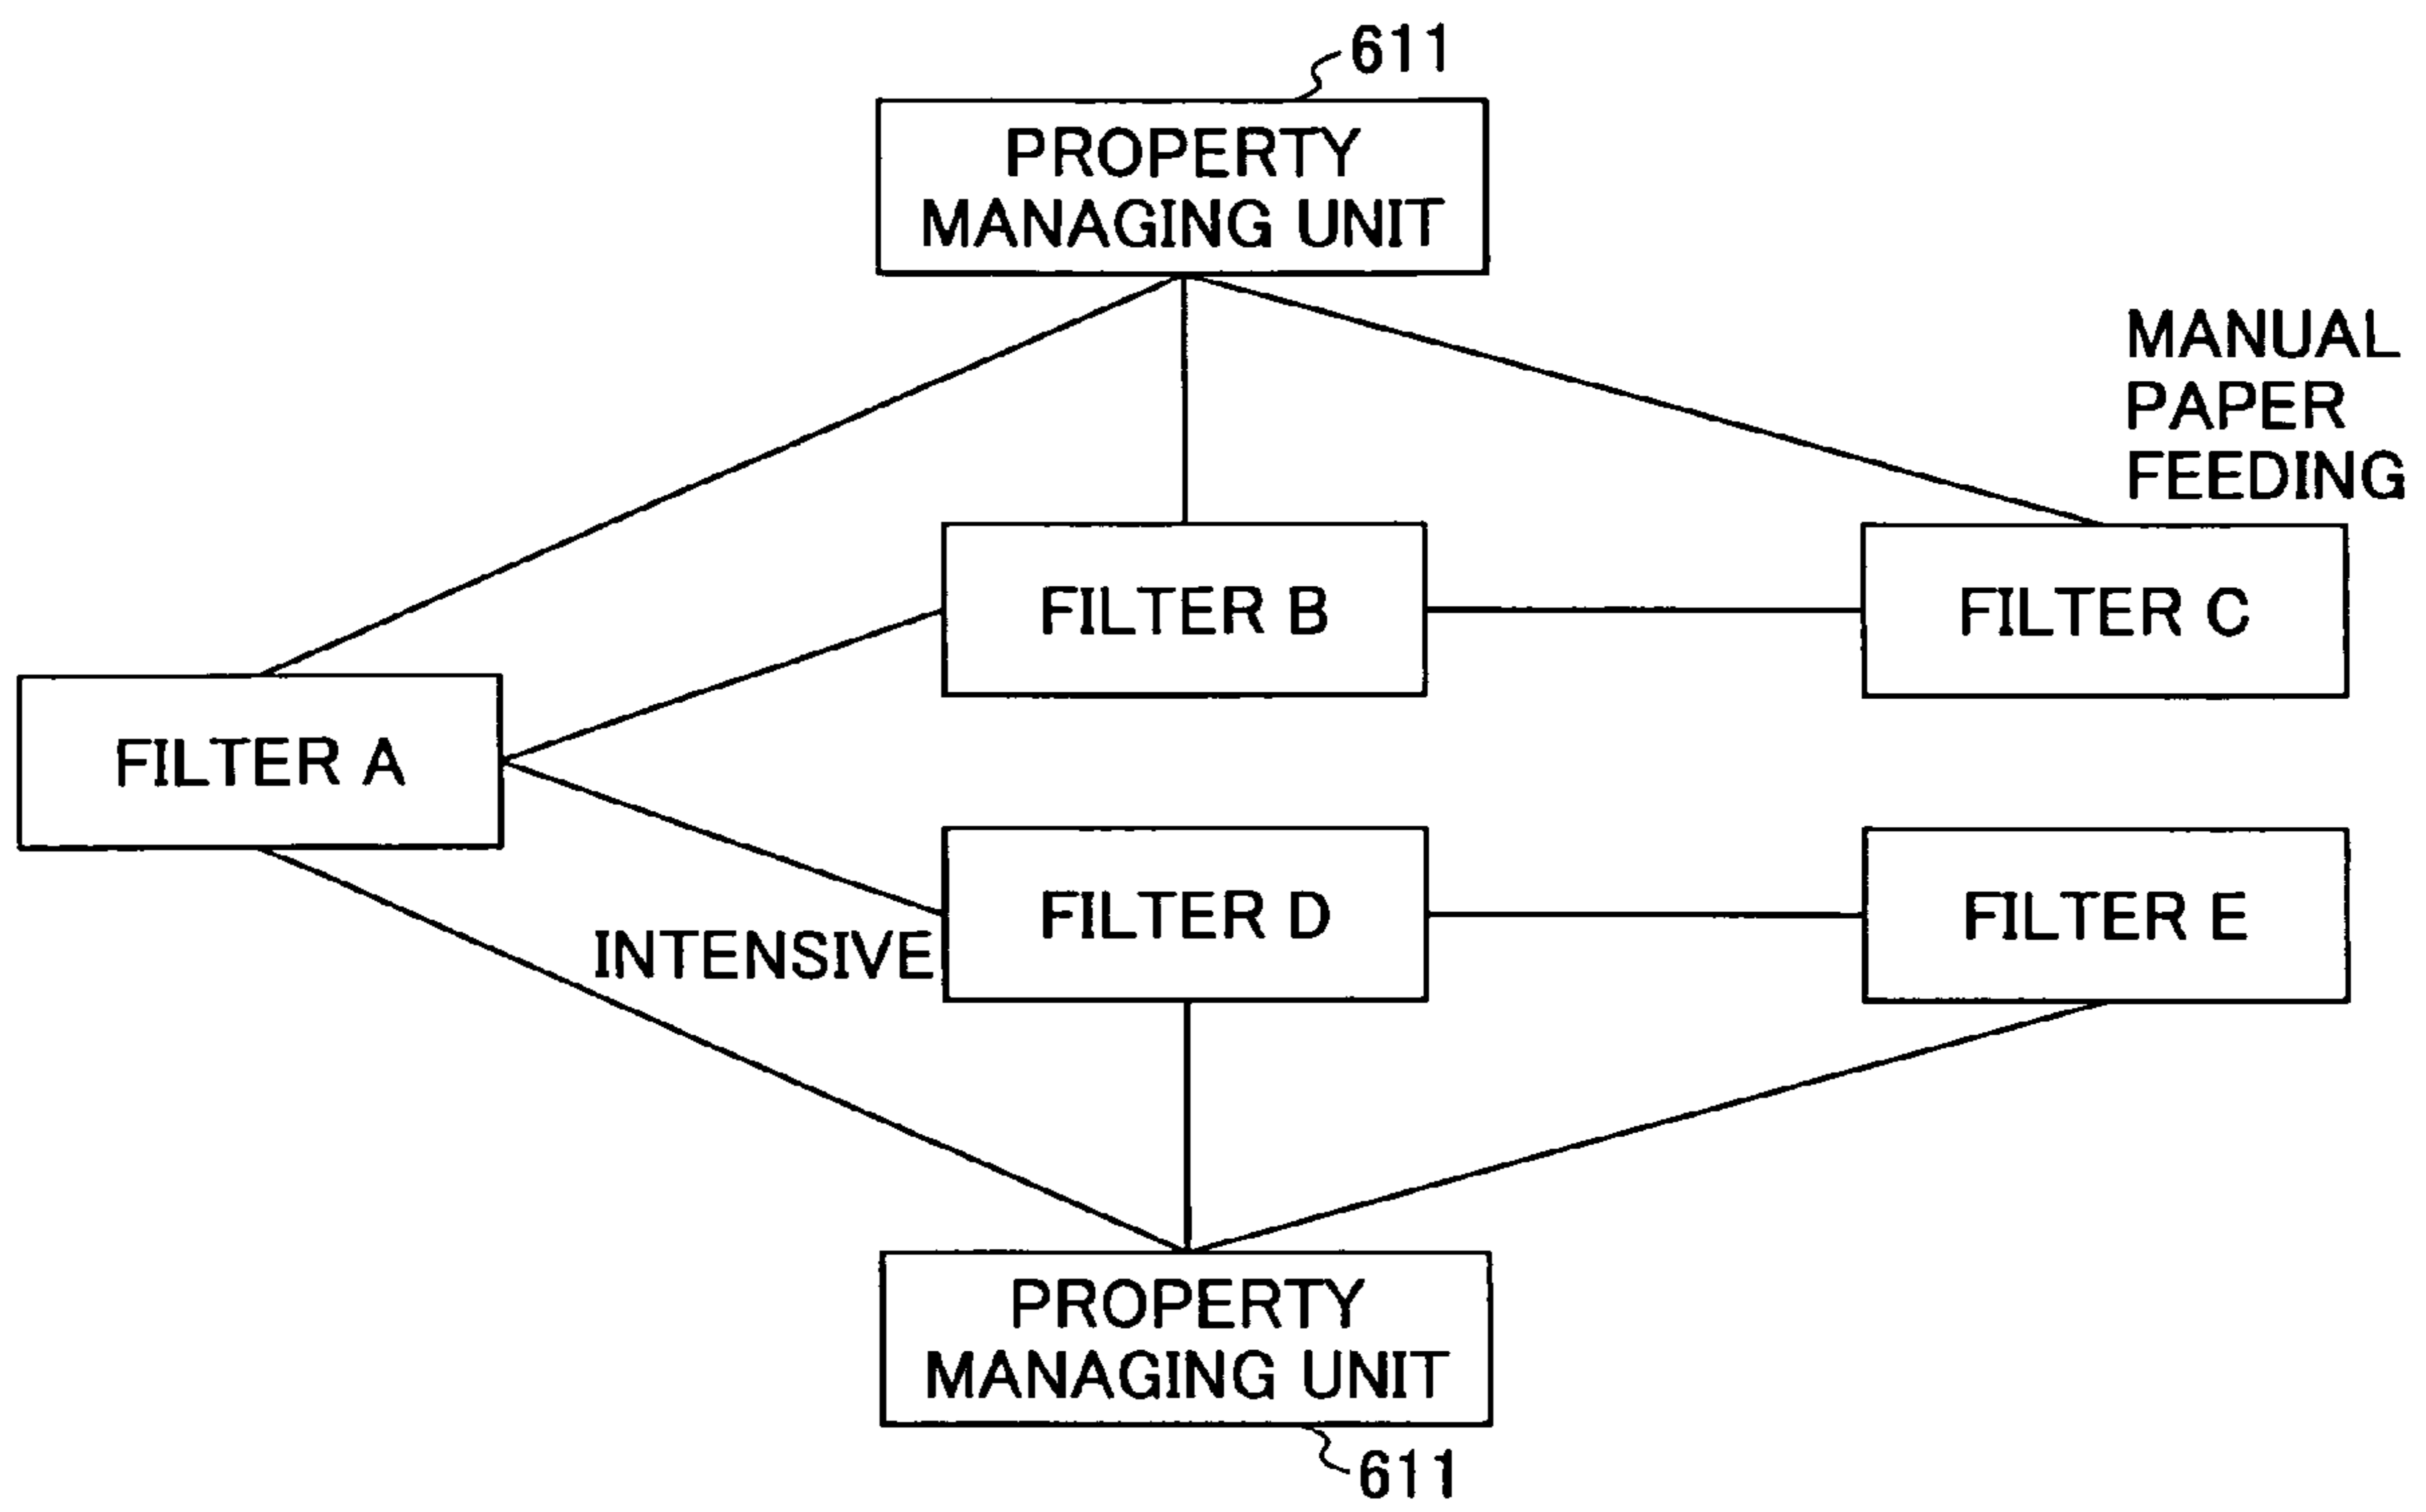 611
PROPERTY
MANAGING UNIT
MANUAL
PAPER
FEEDING
FILTER B
FILTER C
FILTER A
FILTER D
FILTER E
INTENSIVE
PROPERTY
MANAGING UNIT
611